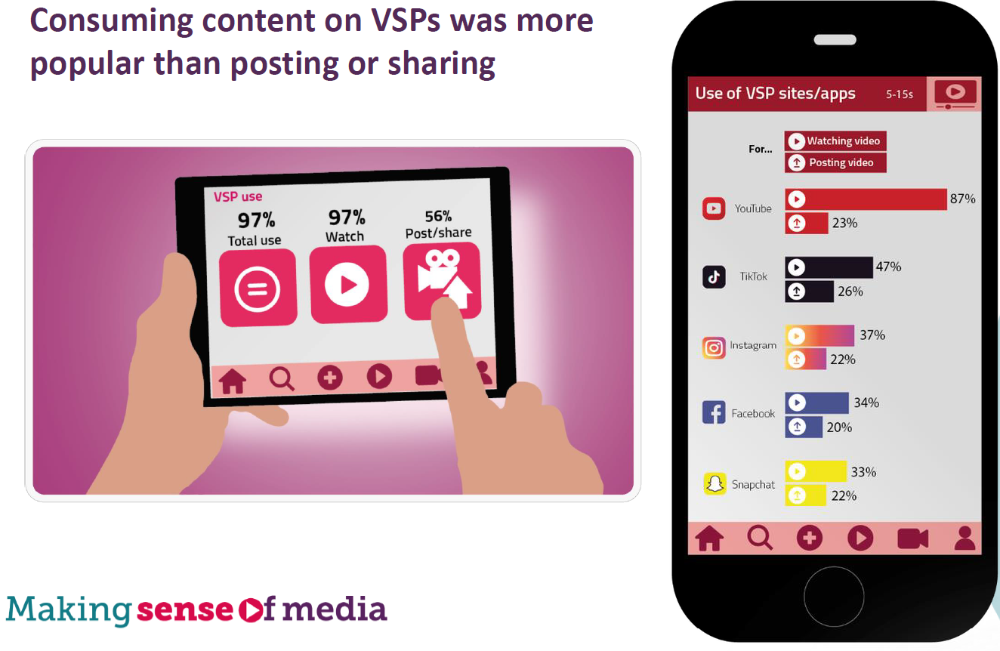 Consuming content on VSPs was more
popular than posting or sharing
VSP use
97% 97% 56%
Total use Watch Post/share
Use of VSP sites/apps 5-15s
For...
Watching video
Posting video
YouTube
87%
23%
TikTok
47%
26%
Instagram
37%
22%
Facebook
34%
20%
Snapchat
33%
22%
Making sense of media